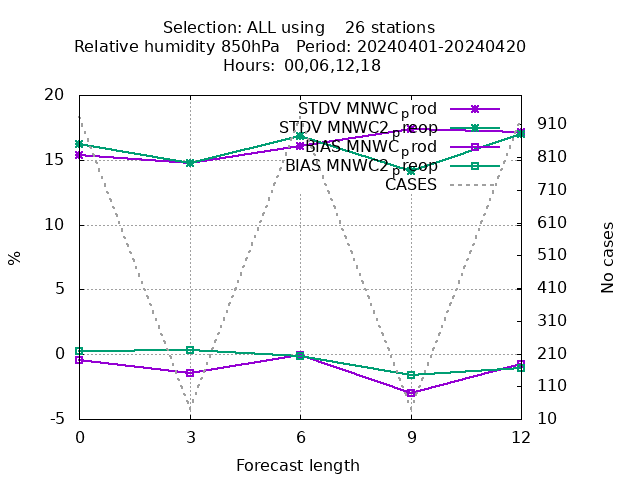 Selection: ALL using 26 stations
Relative humidity 850hPa Period: 20240401-20240420
Hours: 00,06,12,18
20
15
10
5
0
-5
%
STDV MNWC_prod
STDV MNWC2_preop
BIAS MNWC_prod
BIAS MNWC2_preop
CASES
910
810
710
610
510
410
310
210
110
10
No cases
0 3 6 9 12
Forecast length